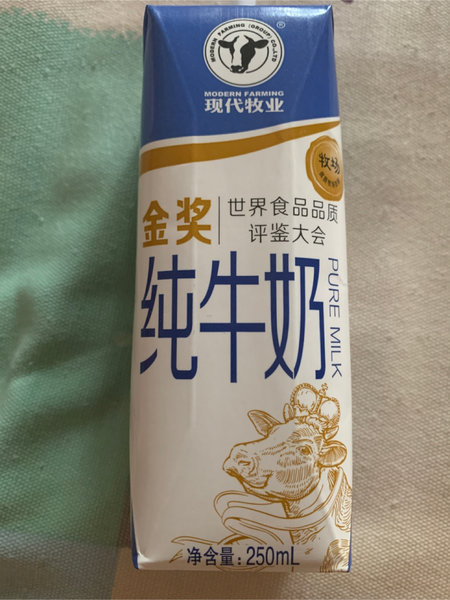 MODERN FARMING (GROUP) CO.,LTD
MODERN FARMING
现代牧业
牧场
金奖
世界食品品质
评鉴大会
纯牛奶
PURE MILK
净含量: 250mL